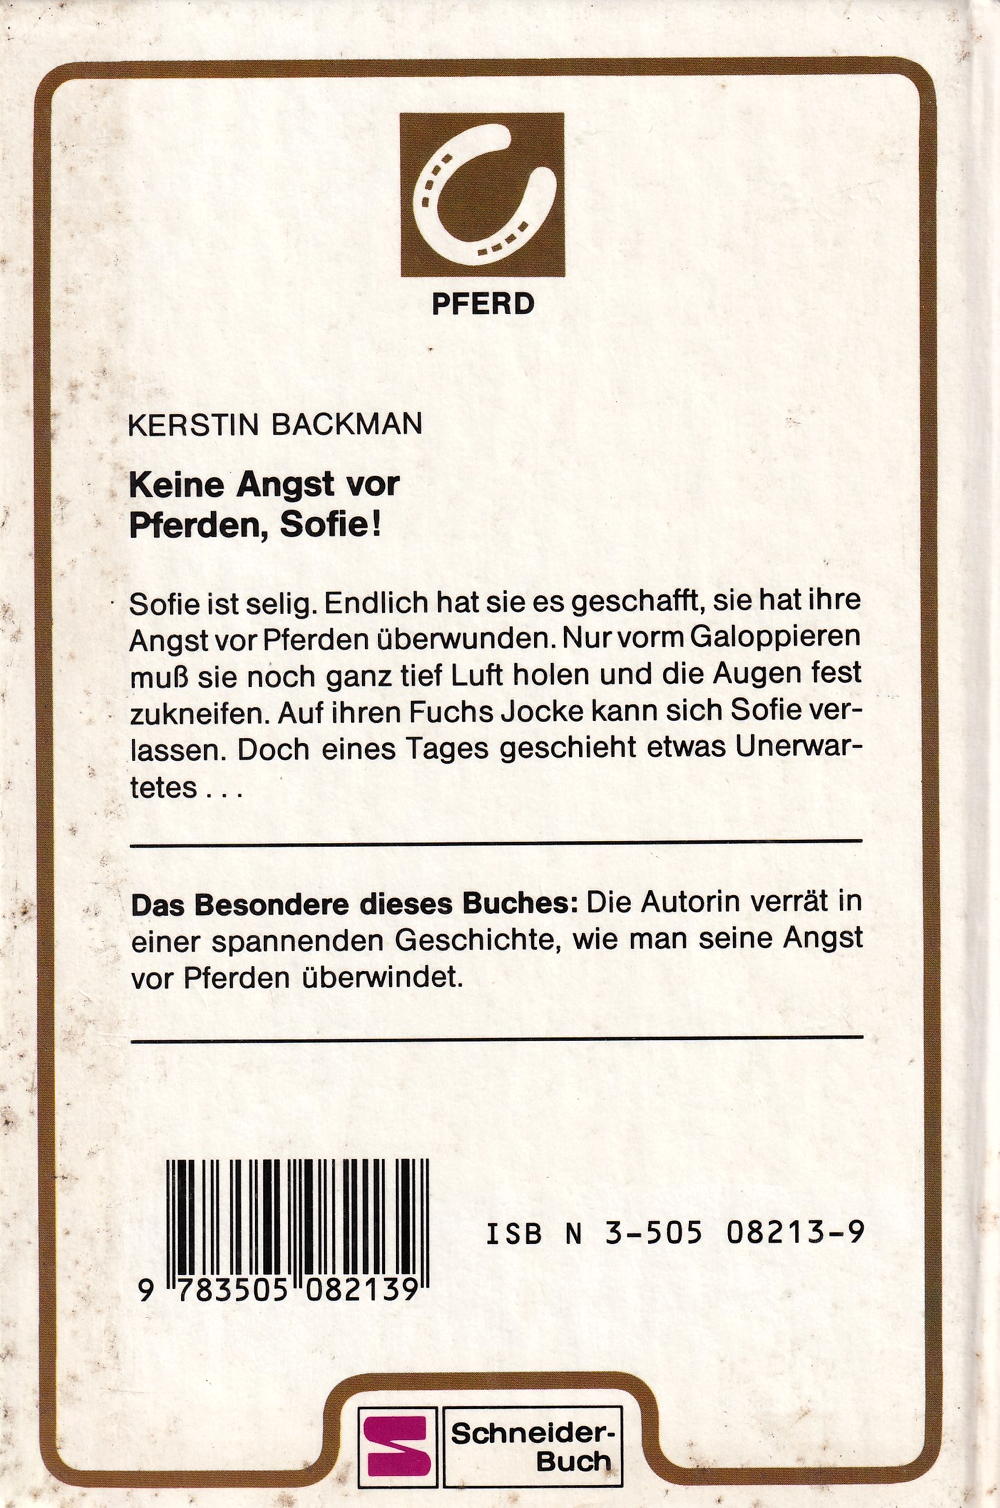 PFERD
KERSTIN BACKMAN
Keine Angst vor
Pferden, Sofie!
Sofie ist selig. Endlich hat sie es geschafft, sie hat ihre
Angst vor Pferden überwunden. Nur vorm Galoppieren
muß sie noch ganz tief Luft holen und die Augen fest
zukneifen. Auf ihren Fuchs Jocke kann sich Sofie ver-
lassen. Doch eines Tages geschieht etwas Unerwar-
tetes . . .
Das Besondere dieses Buches: Die Autorin verrät in
einer spannenden Geschichte, wie man seine Angst
vor Pferden überwindet.
ISB N 3-505 08213-9
9 783505 082139
Schneider-
Buch